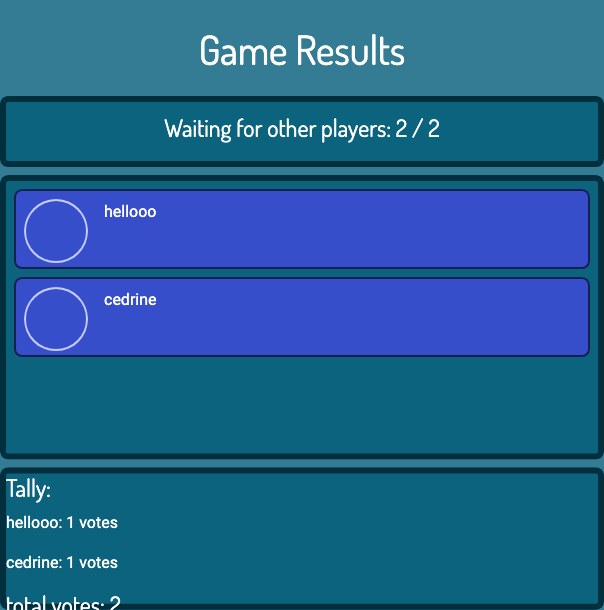 Game Results
Waiting for other players: 2 / 2
hellooo
cedrine
Tally:
hellooo: 1 votes
cedrine: 1 votes
total votes: 2